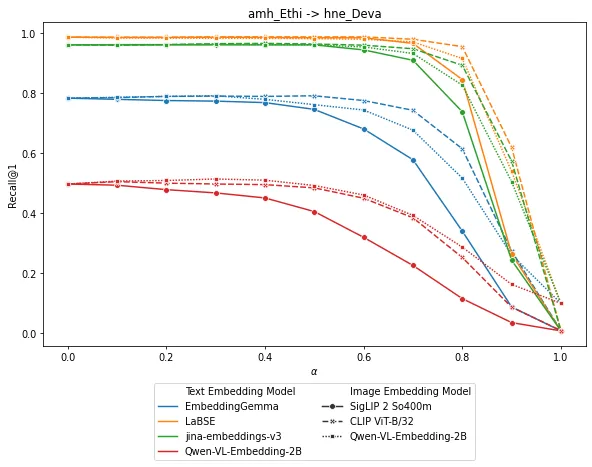 amh_Ethi -> hne_Deva
1.0
0.8
0.6
0.4
0.2
0.0
Recall@1
0.0 0.2 0.4 0.6 0.8 1.0
α
Text Embedding Model Image Embedding Model
EmbeddingGemma SigLIP 2 So400m
LaBSE CLIP ViT-B/32
jina-embeddings-v3 Qwen-VL-Embedding-2B
Qwen-VL-Embedding-2B